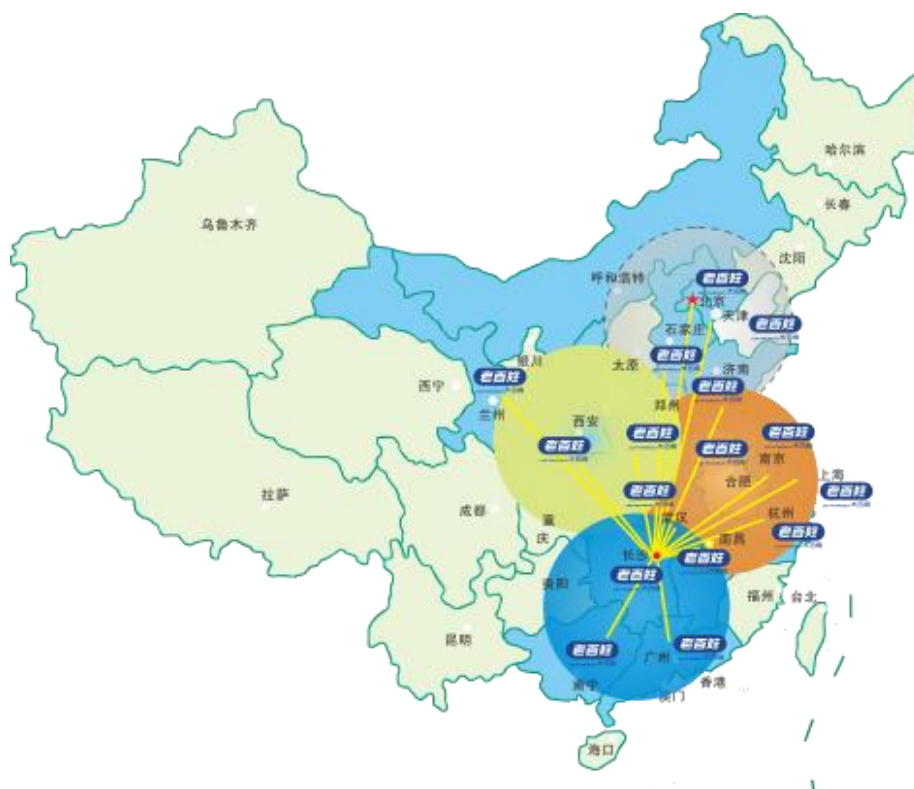 哈尔滨
长春
乌鲁木齐
沈阳
呼和浩特
老百姓
北京
天津
老百姓
石家庄
老百姓
太原
济南
银川
老百姓
西宁
兰州
老百姓
郑州
西安
老百姓
老百姓
老百姓
老百姓
南京
合肥
上海
老百姓
老百姓
拉萨
成都
重
庆
武汉
杭州
老百姓
南昌
长沙
老百姓
老百姓
贵阳
福州
台北
昆明
老百姓
广州
老百姓
南宁
香港
澳门
海口